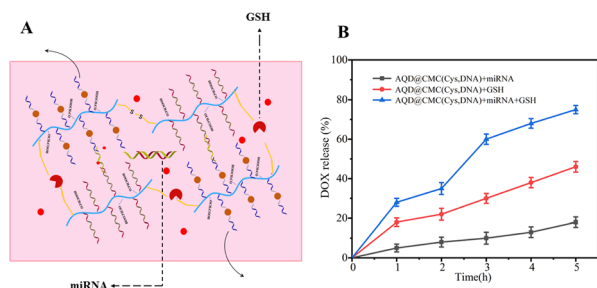 A
GSH
miRNA
B
AQD@CMC(Cys,DNA)+miRNA
AQD@CMC(Cys,DNA)+GSH
AQD@CMC(Cys,DNA)+miRNA+GSH
DOX release (%)
100
80
60
40
20
0
0 1 2 3 4 5
Time(h)